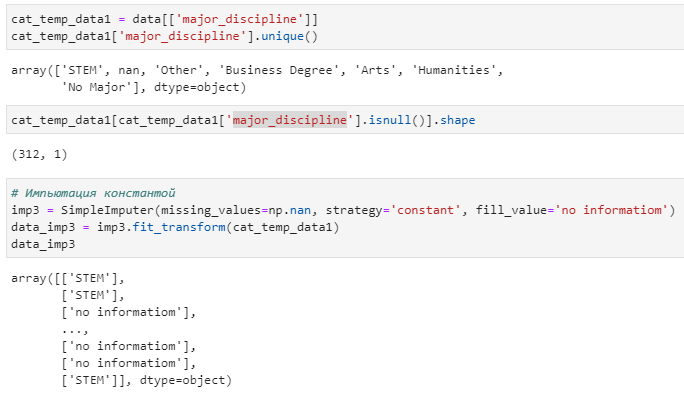 cat_temp_data1 = data[['major_discipline']]
cat_temp_data1['major_discipline'].unique()
array(['STEM', nan, 'Other', 'Business Degree', 'Arts', 'Humanities',
'No Major'], dtype=object)
cat_temp_data1[cat_temp_data1['major_discipline'].isnull()].shape
(312, 1)
# Импьютация константой
imp3 = SimpleImputer(missing_values=np.nan, strategy='constant', fill_value='no informatiom')
data_imp3 = imp3.fit_transform(cat_temp_data1)
data_imp3
array([['STEM'],
['STEM'],
['no informatiom'],
...,
['no informatiom'],
['no informatiom'],
['STEM']], dtype=object)